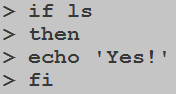 > if ls
> then
> echo 'Yes!'
> fi